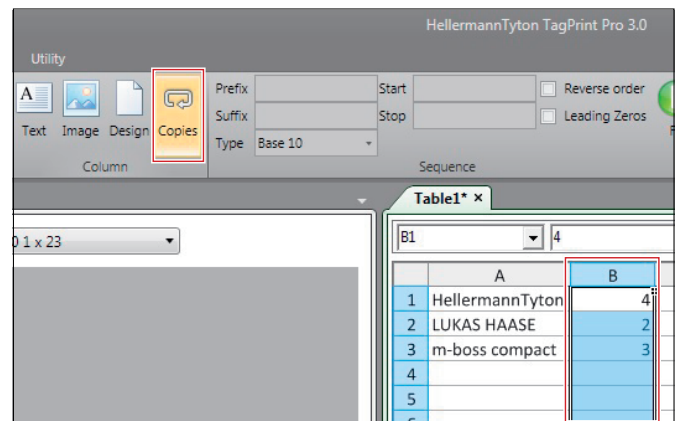 HellermannTyton TagPrint Pro 3.0
Utility
A
Text Image Design Copies
Column
Prefix
Suffix
Type Base 10
Start
Stop
Reverse order
Leading Zeros
Sequence
Table1* ×
0 1 x 23
B1 4
A B
1 HellermannTyton 4
2 LUKAS HAASE 2
3 m-boss compact 3
4
5